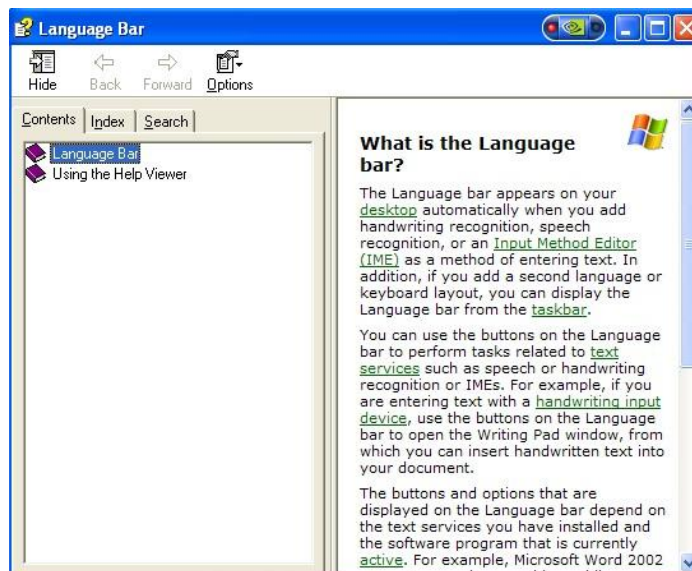 Language Bar
Hide Back Forward Options
Contents Index Search
Language Bar
Using the Help Viewer
What is the Language
bar?
The Language bar appears on your
desktop automatically when you add
handwriting recognition, speech
recognition, or an Input Method Editor
(IME) as a method of entering text. In
addition, if you add a second language or
keyboard layout, you can display the
Language bar from the taskbar.
You can use the buttons on the Language
bar to perform tasks related to text
services such as speech or handwriting
recognition or IMEs. For example, if you
are entering text with a handwriting input
device, use the buttons on the Language
bar to open the Writing Pad window, from
which you can insert handwritten text into
your document.
The buttons and options that are
displayed on the Language bar depend on
the text services you have installed and
the software program that is currently
active. For example, Microsoft Word 2002